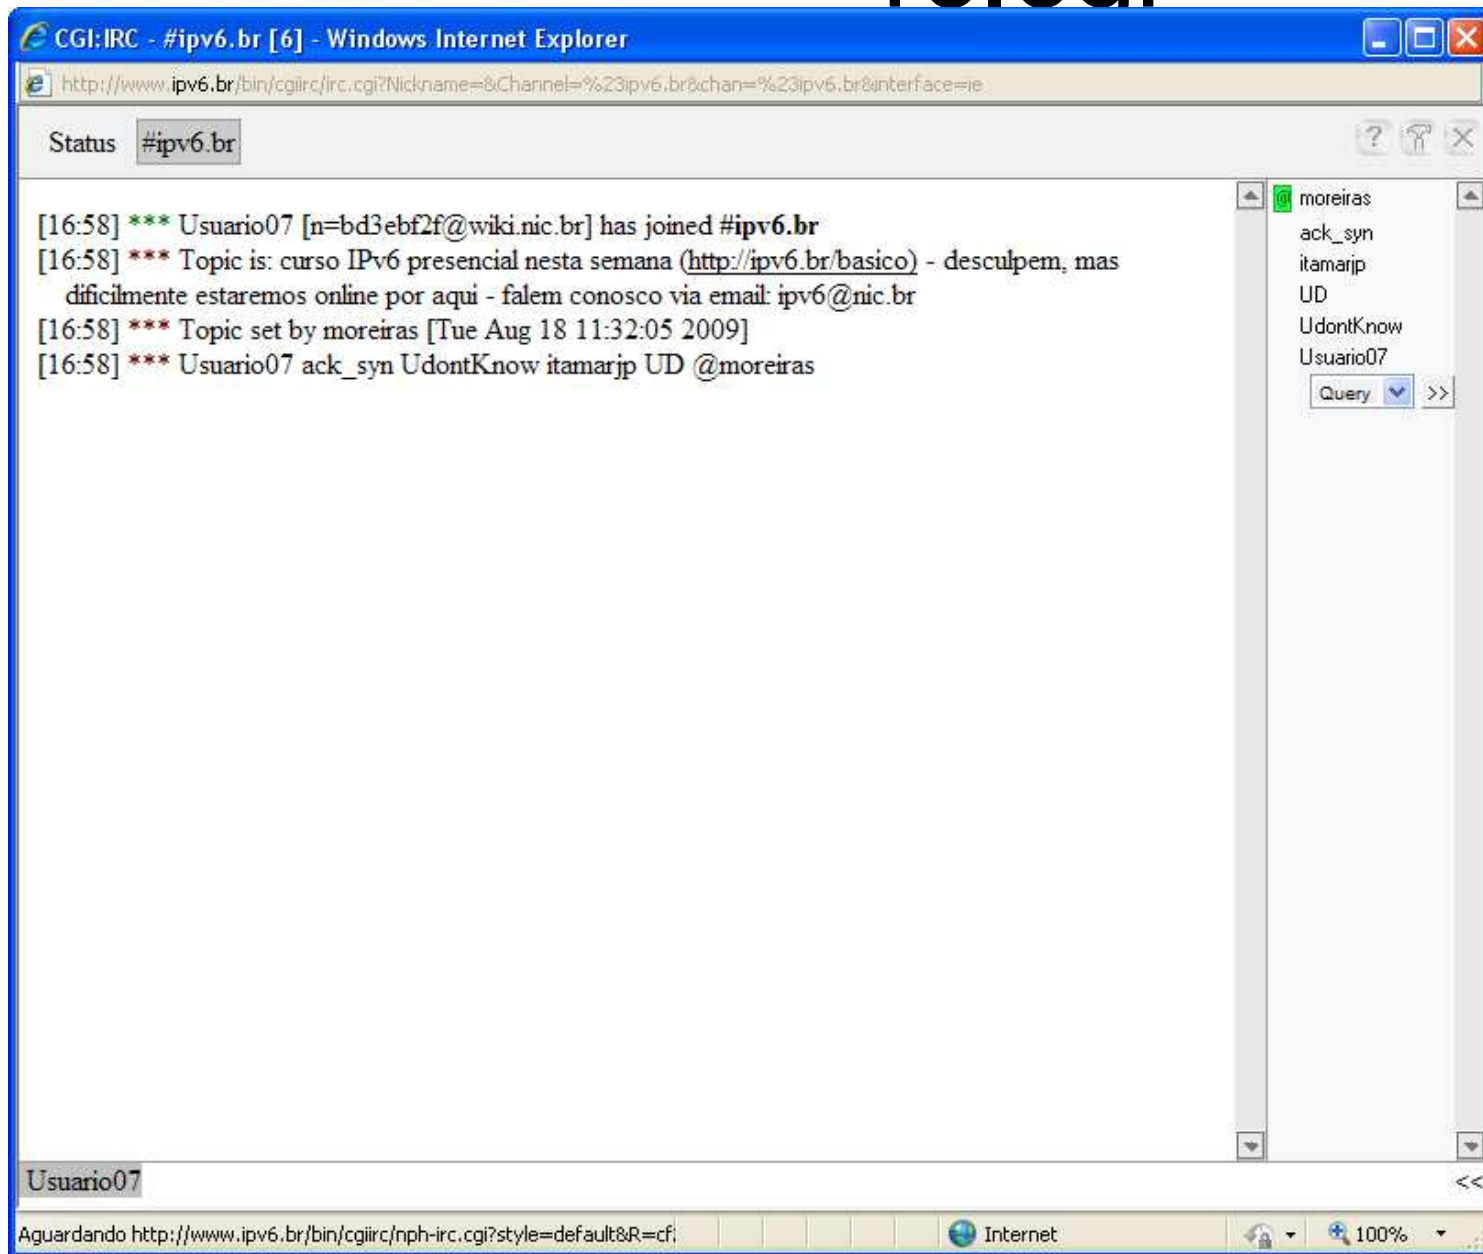 CGI:IRC - #ipv6.br [6] - Windows Internet Explorer
http://www.ipv6.br/bin/cgiirc/irc.cgi?Nickname=&Channel=%23ipv6.br&chan=%23ipv6.br&interface=ie
Status #ipv6.br
[16:58] *** Usuario07 [n=bd3ebf2f@wiki.nic.br] has joined #ipv6.br
[16:58] *** Topic is: curso IPv6 presencial nesta semana (http://ipv6.br/basico) - desculpem, mas
dificilmente estaremos online por aqui - falem conosco via email: ipv6@nic.br
[16:58] *** Topic set by moreiras [Tue Aug 18 11:32:05 2009]
[16:58] *** Usuario07 ack_syn UdontKnow itamarjp UD @moreiras
@ moreiras
ack_syn
itamarjp
UD
UdontKnow
Usuario07
Query >>
Usuario07 <<
Aguardando http://www.ipv6.br/bin/cgiirc/nph-irc.cgi?style=default&R=cf; Internet 100%